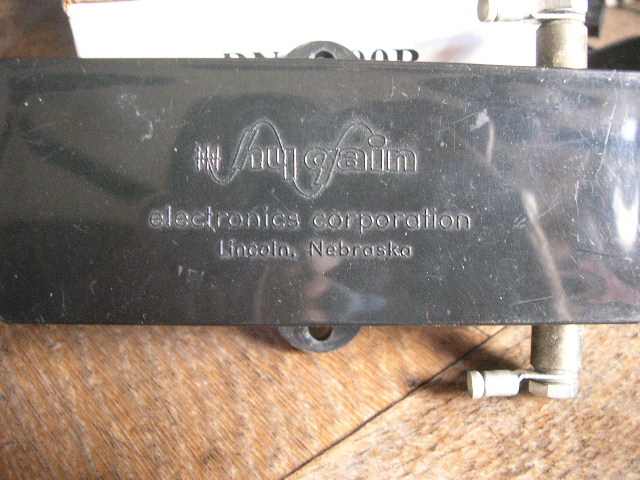 hy gain
electronics corporation
Lincoln, Nebraska